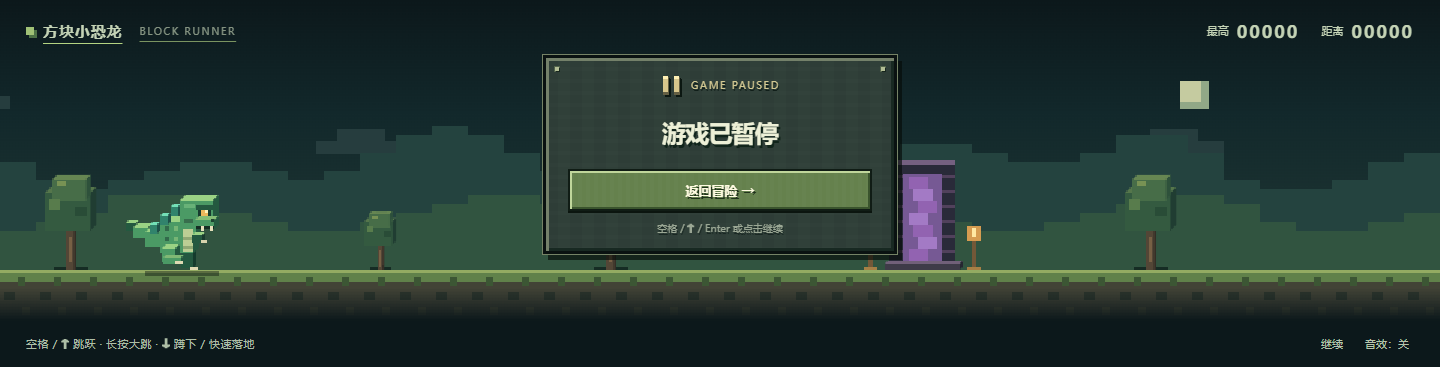 方块小恐龙 BLOCK RUNNER
最高 00000 距离 00000
GAME PAUSED
游戏已暂停
返回冒险 →
空格 / ↑ / Enter 或点击继续
空格 / ↑ 跳跃 · 长按大跳 · ↓ 蹲下 / 快速落地
继续 音效: 关